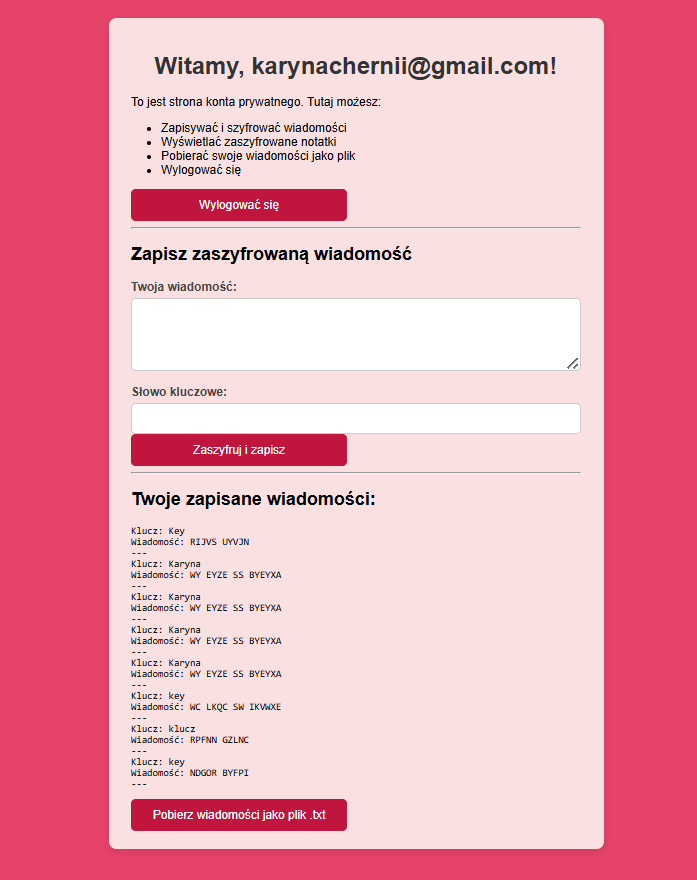 Witamy, karynachernii@gmail.com!
To jest strona konta prywatnego. Tutaj możesz:
Zapisywać i szyfrować wiadomości
Wyświetlać zaszyfrowane notatki
Pobierać swoje wiadomości jako plik
Wylogować się
Wylogować się
Zapisz zaszyfrowaną wiadomość
Twoja wiadomość:
Słowo kluczowe:
Zaszyfruj i zapisz
Twoje zapisane wiadomości:
Klucz: Key
Wiadomość: RIJVS UYVJN
---
Klucz: Karyna
Wiadomość: WY EYZE SS BYEYXA
---
Klucz: Karyna
Wiadomość: WY EYZE SS BYEYXA
---
Klucz: Karyna
Wiadomość: WY EYZE SS BYEYXA
---
Klucz: Karyna
Wiadomość: WY EYZE SS BYEYXA
---
Klucz: key
Wiadomość: WC LKQC SW IKVWXE
---
Klucz: klucz
Wiadomość: RPFNN GZLNC
---
Klucz: key
Wiadomość: NDGOR BYFPI
---
Pobierz wiadomości jako plik .txt